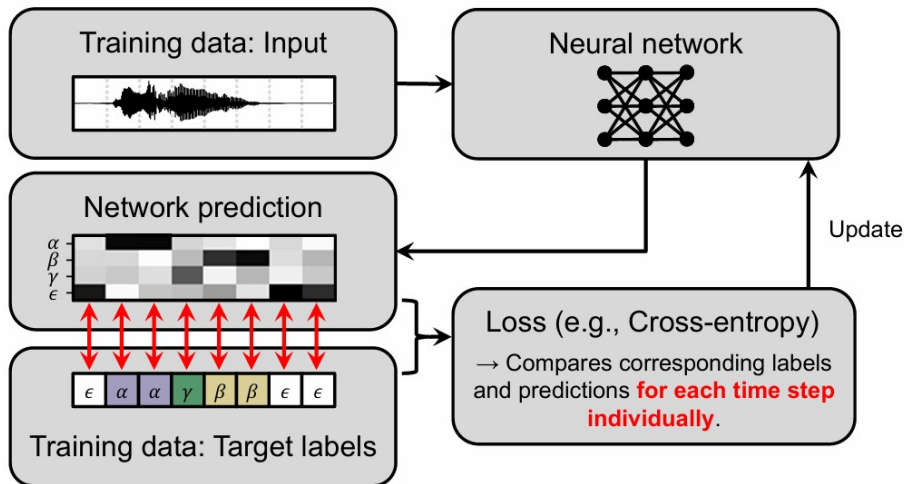 Training data: Input
Neural network
Network prediction
α
β
γ
ϵ
Update
Loss (e.g., Cross-entropy)
→ Compares corresponding labels
and predictions for each time step
individually.
ϵ α α γ β β ϵ ϵ
Training data: Target labels